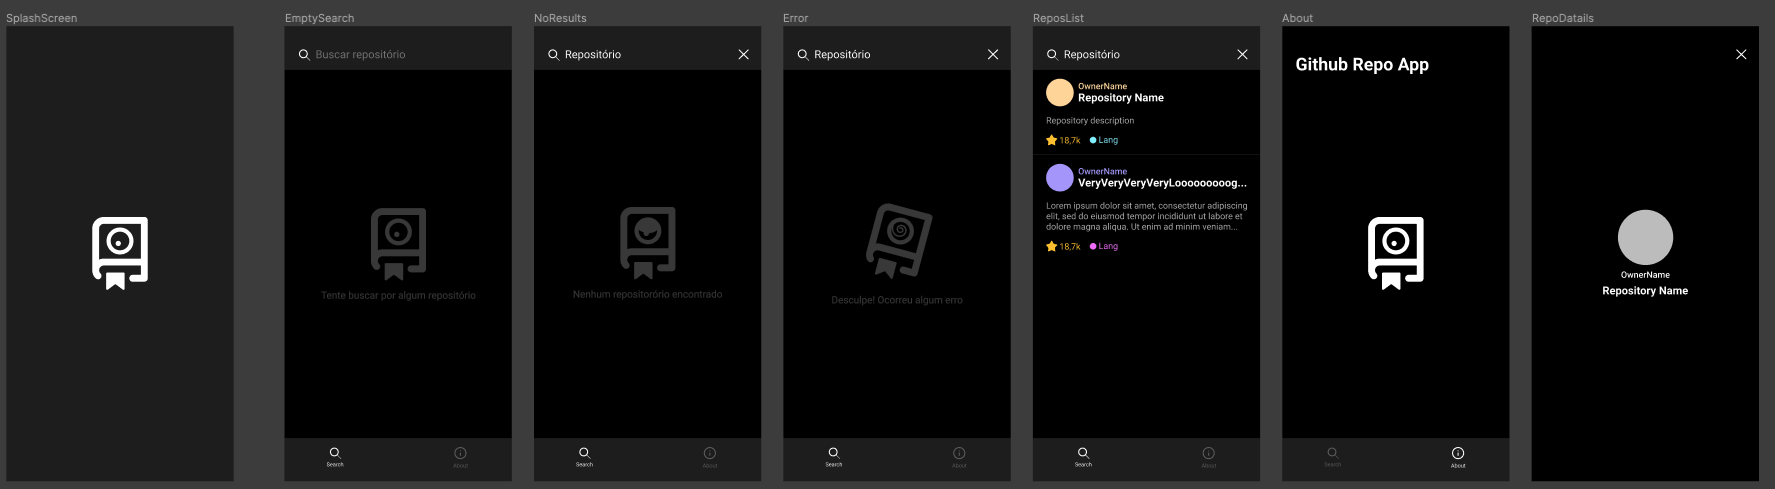 SplashScreen
EmptySearch
Buscar repositório
Tente buscar por algum repositório
Search
About
NoResults
Repositório
Nenhum repositorório encontrado
Search
About
Error
Repositório
Desculpe! Ocorreu algum erro
Search
About
ReposList
Repositório
OwnerName
Repository Name
Repository description
18,7k
Lang
OwnerName
VeryVeryVeryVeryLooooooooog...
Lorem ipsum dolor sit amet, consectetur adipiscing
elit, sed do eiusmod tempor incididunt ut labore et
dolore magna aliqua. Ut enim ad minim veniam...
18,7k
Lang
Search
About
About
Github Repo App
Search
About
RepoDatails
OwnerName
Repository Name